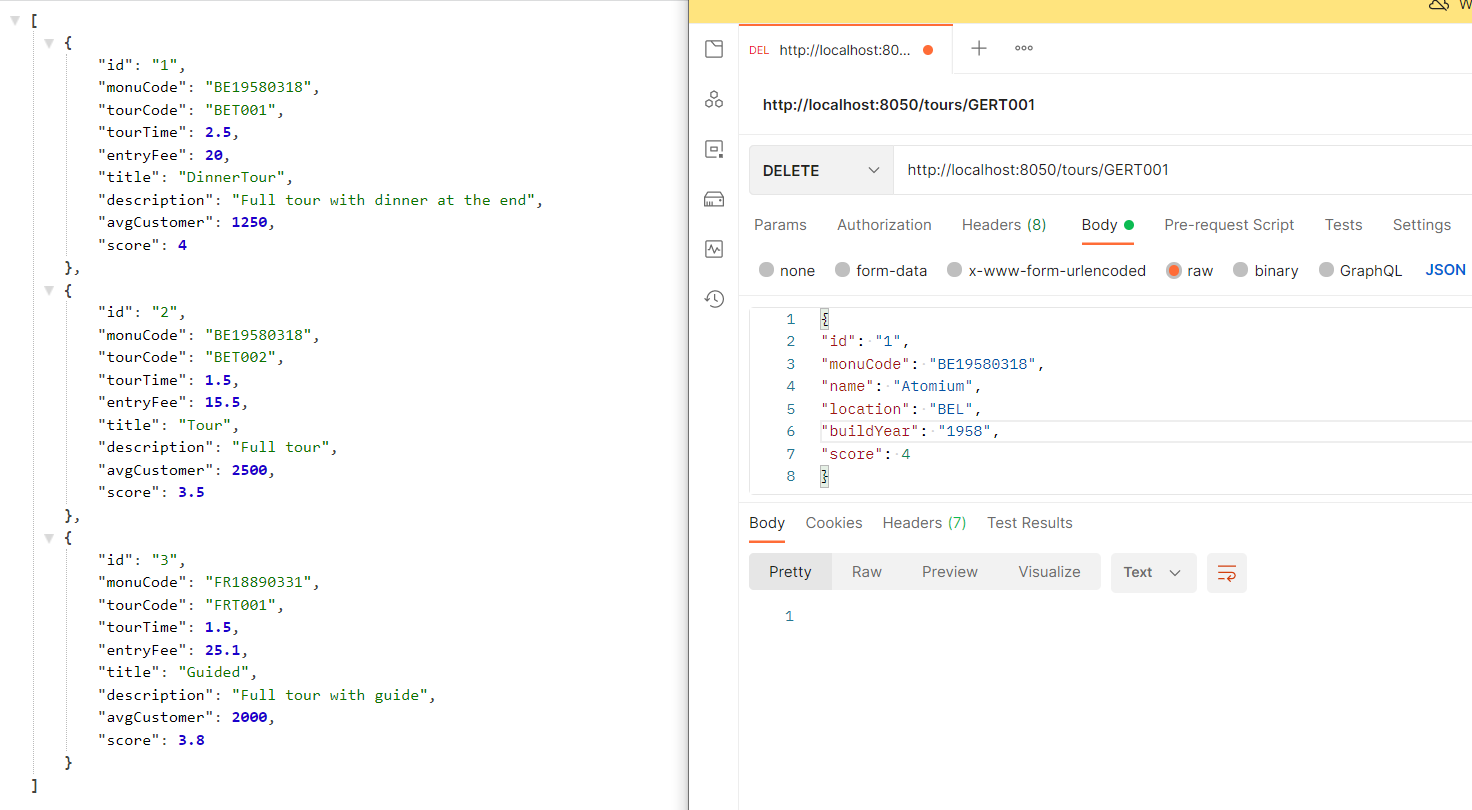 [
{
"id": "1",
"monuCode": "BE19580318",
"tourCode": "BET001",
"tourTime": 2.5,
"entryFee": 20,
"title": "DinnerTour",
"description": "Full tour with dinner at the end",
"avgCustomer": 1250,
"score": 4
},
{
"id": "2",
"monuCode": "BE19580318",
"tourCode": "BET002",
"tourTime": 1.5,
"entryFee": 15.5,
"title": "Tour",
"description": "Full tour",
"avgCustomer": 2500,
"score": 3.5
},
{
"id": "3",
"monuCode": "FR18890331",
"tourCode": "FRT001",
"tourTime": 1.5,
"entryFee": 25.1,
"title": "Guided",
"description": "Full tour with guide",
"avgCustomer": 2000,
"score": 3.8
}
]
DEL http://localhost:80...
http://localhost:8050/tours/GERT001
DELETE http://localhost:8050/tours/GERT001
Params Authorization Headers (8) Body Pre-request Script Tests Settings
none form-data x-www-form-urlencoded raw binary GraphQL JSON
1 {
2 "id": "1",
3 "monuCode": "BE19580318",
4 "name": "Atomium",
5 "location": "BEL",
6 "buildYear": "1958",
7 "score": 4
8 }
Body Cookies Headers (7) Test Results
Pretty Raw Preview Visualize Text
1